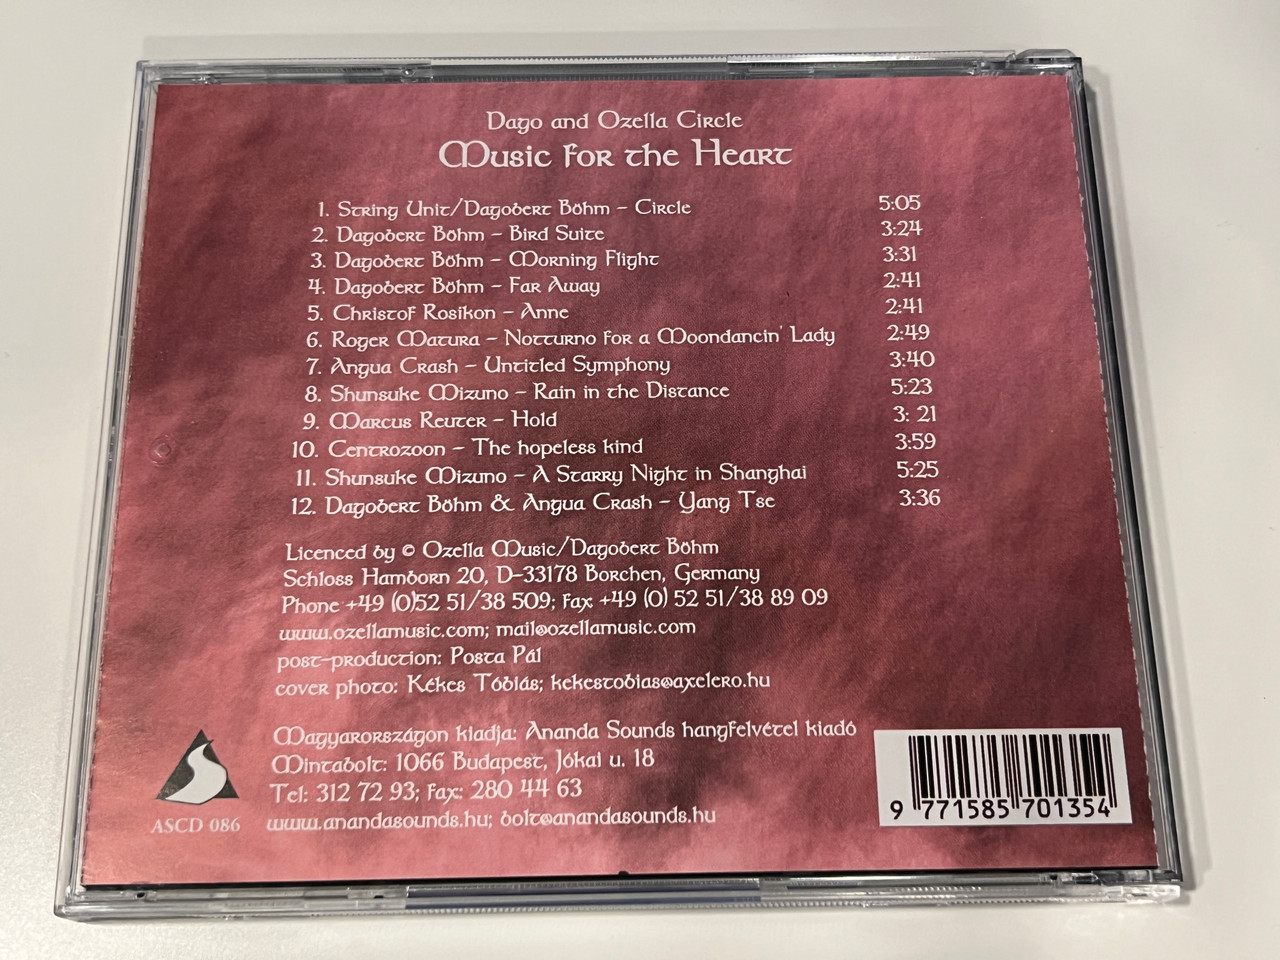 Dago and Ozella Circle
Music for the Heart
1. String Unit/Dagobert Böhm – Circle 5:05
2. Dagobert Böhm – Bird Suite 3:24
3. Dagobert Böhm – Morning Flight 3:31
4. Dagobert Böhm – Far Away 2:41
5. Christof Rosikon – Anne 2:41
6. Roger Matura – Notturno for a Moondancin' Lady 2:49
7. Angua Crash – Untitled Symphony 3:40
8. Shunsuke Mizuno – Rain in the Distance 5:23
9. Marcus Reuter – Hold 3: 21
10. Centrozoon – The hopeless kind 3:59
11. Shunsuke Mizuno – A Starry Night in Shanghai 5:25
12. Dagobert Böhm & Angua Crash – Yang Tse 3:36
Licenced by © Ozella Music/Dagobert Böhm
Schloss Hamborn 20, D-33178 Borchen, Germany
Phone +49 (0)52 51/38 509; Fax +49 (0) 52 51/38 89 09
www.ozellamusic.com; mail@ozellamusic.com
post-production: Posta Pál
cover photo: Kékes Tóbiás; kekestobias@axelero.hu
Magyarországon kiadja: Ananda Sounds hangfelvétel kiadó
Mintabolt: 1066 Budapest, Jókai u. 18
Tel: 312 72 93; Fax: 280 44 63
www.anandasounds.hu; bolt@anandasounds.hu
ASCD 086
9 771585 701354